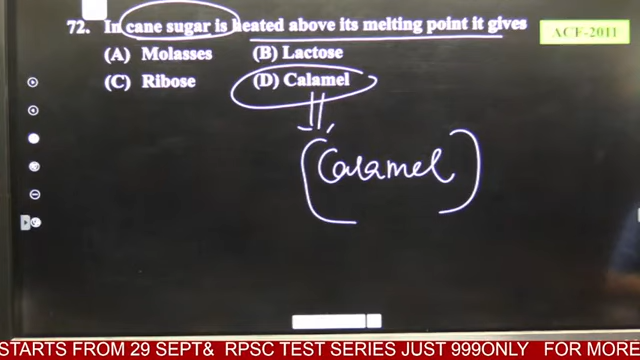 72. In cane sugar is heated above its melting point it gives
ACF-2011
(A) Molasses (B) Lactose
(C) Ribose (D) Calamel
Calamel
STARTS FROM 29 SEPT& RPSC TEST SERIES JUST 999ONLY FOR MORE